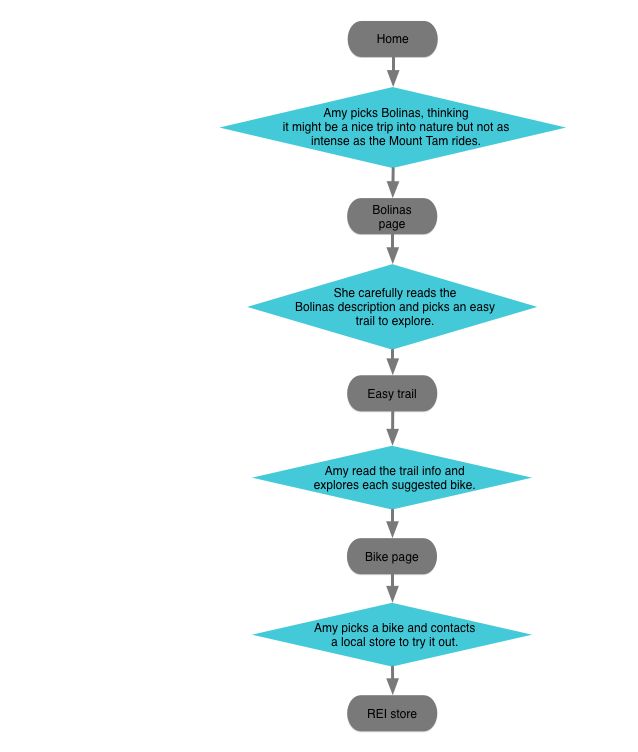 Home
Amy picks Bolinas, thinking
it might be a nice trip into nature but not as
intense as the Mount Tam rides.
Bolinas
page
She carefully reads the
Bolinas description and picks an easy
trail to explore.
Easy trail
Amy read the trail info and
explores each suggested bike.
Bike page
Amy picks a bike and contacts
a local store to try it out.
REI store